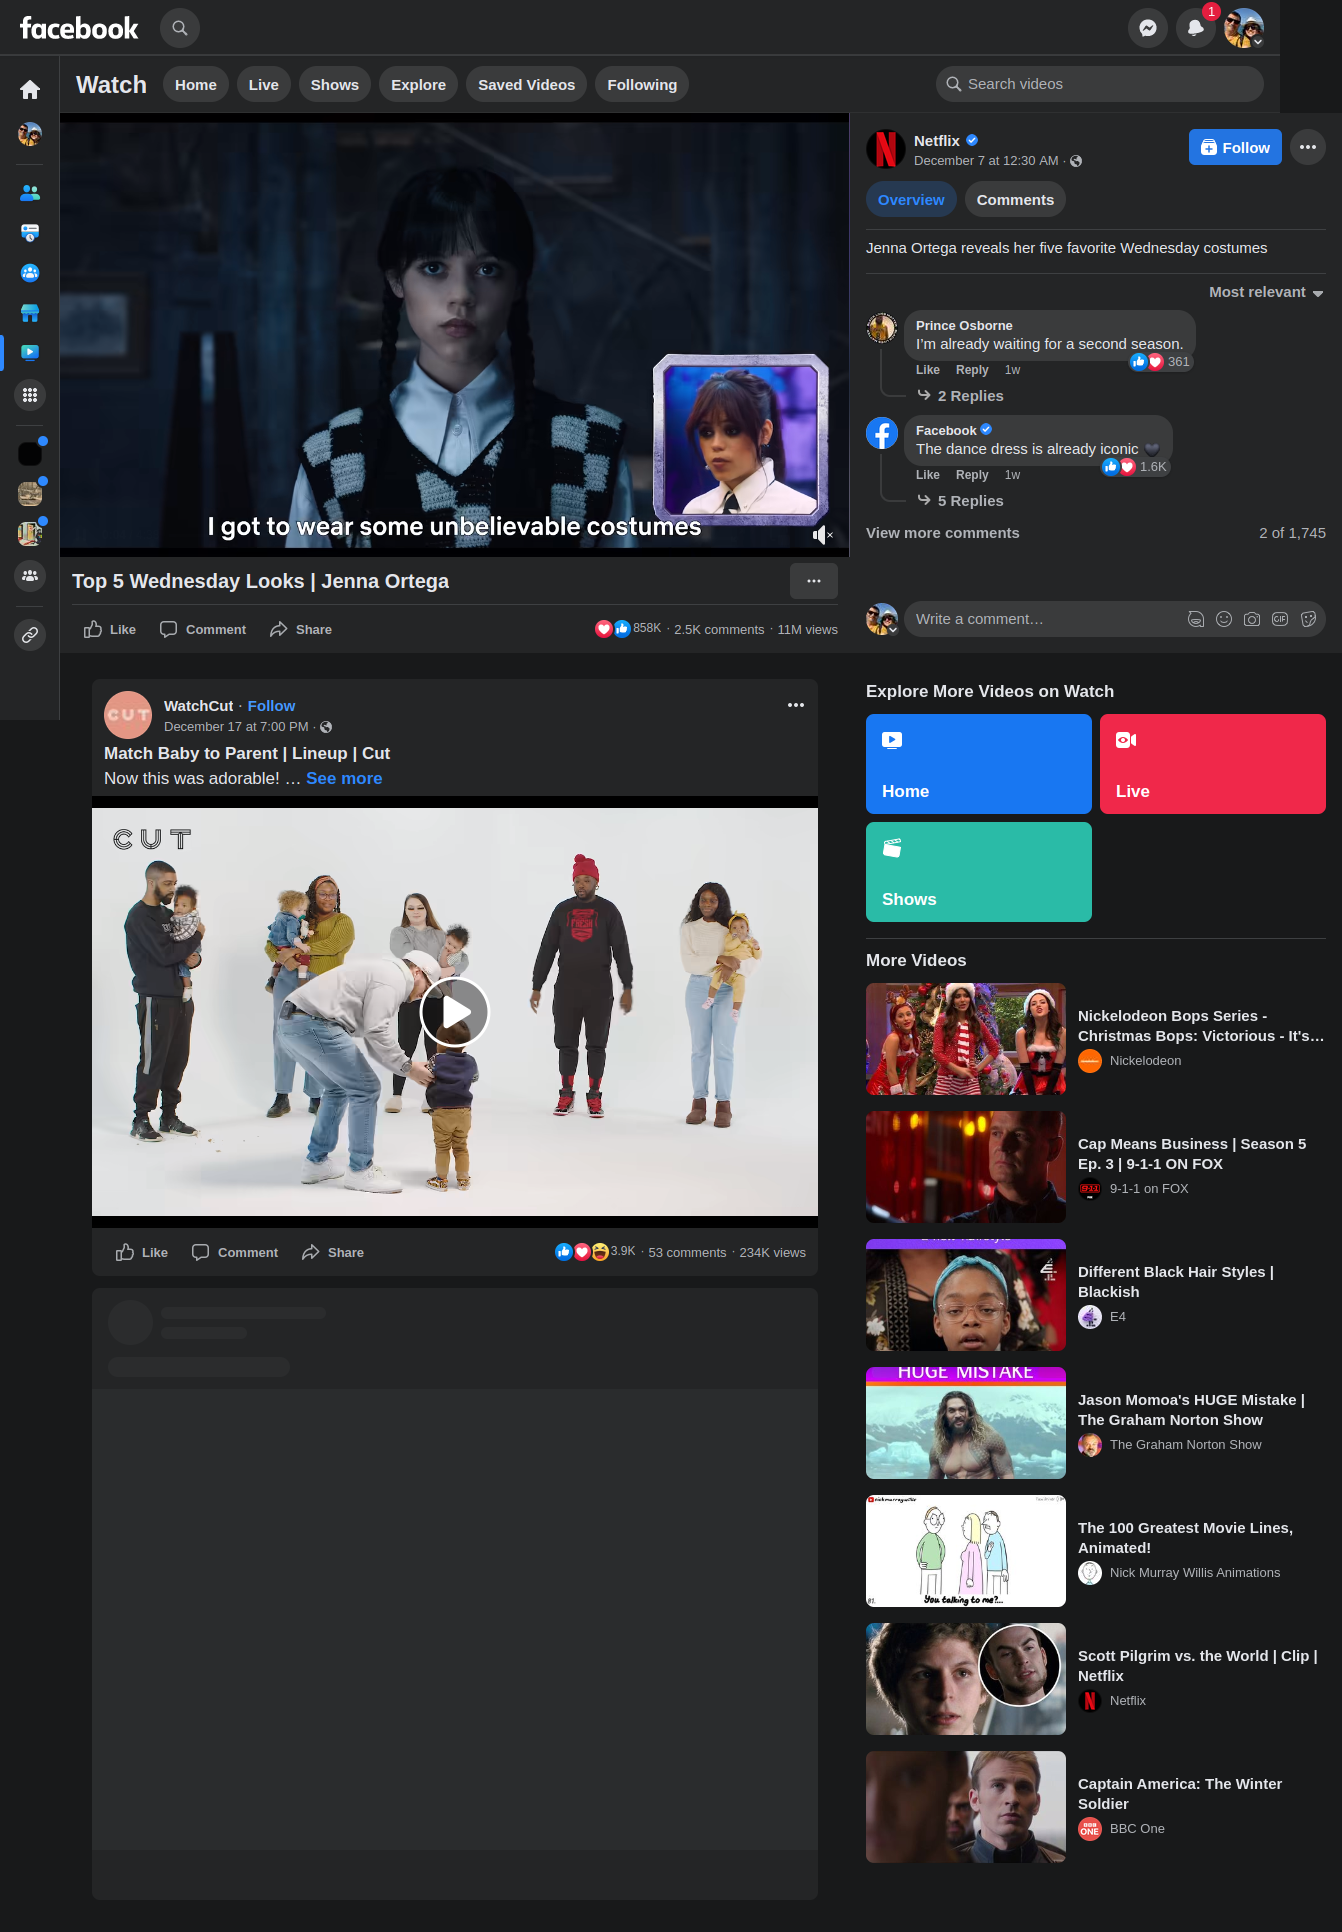 facebook
1
Watch
Home
Live
Shows
Explore
Saved Videos
Following
Search videos
I got to wear some unbelievable costumes
Top 5 Wednesday Looks | Jenna Ortega
Like
Comment
Share
858K · 2.5K comments · 11M views
Netflix
December 7 at 12:30 AM ·
Follow
Overview
Comments
Jenna Ortega reveals her five favorite Wednesday costumes
Most relevant
Prince Osborne
I'm already waiting for a second season.
361
Like Reply 1w
2 Replies
Facebook
The dance dress is already iconic 🖤
1.6K
Like Reply 1w
5 Replies
View more comments
2 of 1,745
Write a comment…
GIF
CUT
WatchCut · Follow
December 17 at 7:00 PM ·
Match Baby to Parent | Lineup | Cut
Now this was adorable! … See more
CUT
Like
Comment
Share
3.9K · 53 comments · 234K views
Explore More Videos on Watch
Home
Live
Shows
More Videos
Nickelodeon Bops Series -
Christmas Bops: Victorious - It's…
Nickelodeon
Cap Means Business | Season 5
Ep. 3 | 9-1-1 ON FOX
9-1-1 on FOX
Different Black Hair Styles |
Blackish
E4
HUGE MISTAKE
Jason Momoa's HUGE Mistake |
The Graham Norton Show
The Graham Norton Show
nickmurraywillis
81.
You talking to me?...
The 100 Greatest Movie Lines,
Animated!
Nick Murray Willis Animations
Scott Pilgrim vs. the World | Clip |
Netflix
Netflix
Captain America: The Winter
Soldier
BBC
ONE
BBC One